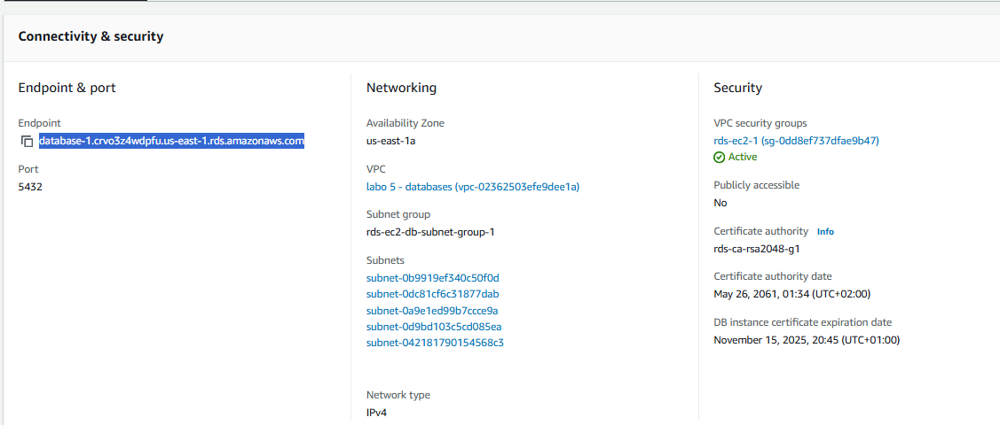 Connectivity & security
Endpoint & port
Endpoint
database-1.crvo3z4wdpfu.us-east-1.rds.amazonaws.com
Port
5432
Networking
Availability Zone
us-east-1a
VPC
labo 5 - databases (vpc-02362503efe9dee1a)
Subnet group
rds-ec2-db-subnet-group-1
Subnets
subnet-0b9919ef340c50f0d
subnet-0dc81cf6c31877dab
subnet-0a9e1ed99b7ccce9a
subnet-0d9bd103c5cd085ea
subnet-042181790154568c3
Network type
IPv4
Security
VPC security groups
rds-ec2-1 (sg-0dd8ef737dfae9b47)
Active
Publicly accessible
No
Certificate authority Info
rds-ca-rsa2048-g1
Certificate authority date
May 26, 2061, 01:34 (UTC+02:00)
DB instance certificate expiration date
November 15, 2025, 20:45 (UTC+01:00)